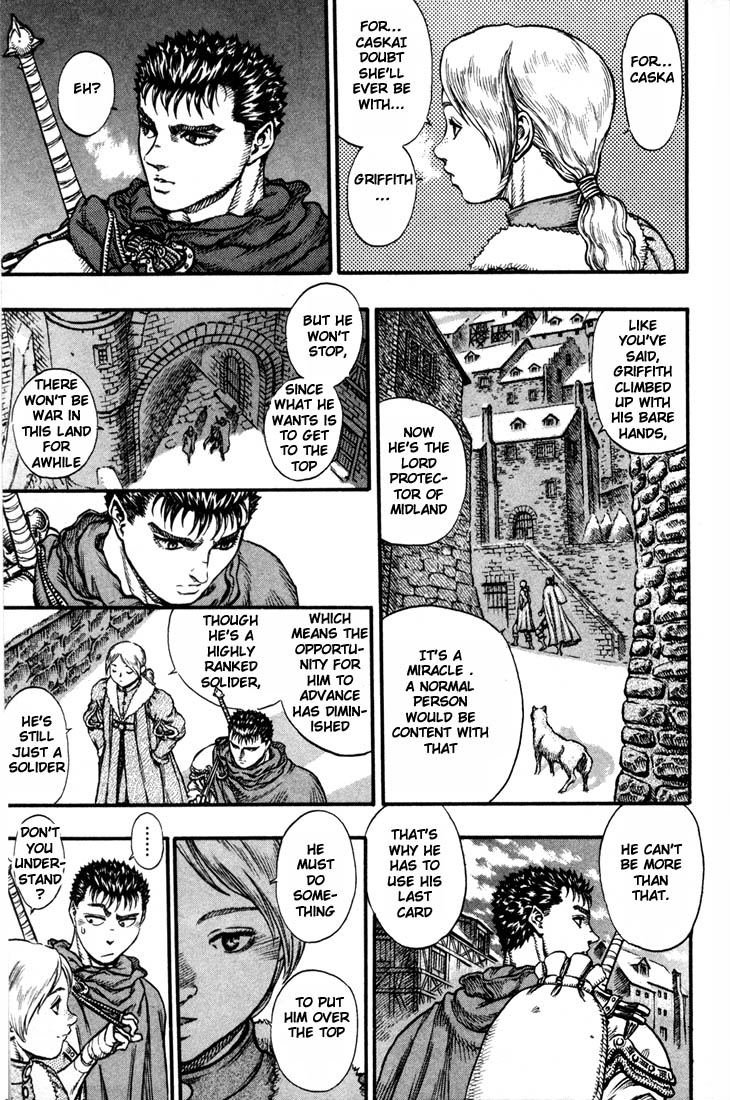 FOR...
CASKA
FOR...
CASKAI
DOUBT
SHE'LL
EVER BE
WITH...
GRIFFITH
...
EH?
LIKE
YOU'VE
SAID,
GRIFFITH
CLIMBED
UP WITH
HIS BARE
HANDS,
NOW
HE'S THE
LORD
PROTEC-
TOR OF
MIDLAND
IT'S A
MIRACLE .
A NORMAL
PERSON
WOULD BE
CONTENT WITH
THAT
BUT HE
WON'T
STOP,
SINCE
WHAT HE
WANTS IS
TO GET
TO THE
TOP
THERE
WON'T BE
WAR IN
THIS LAND
FOR
AWHILE
WHICH
MEANS THE
OPPORTU-
NITY FOR
HIM TO
ADVANCE
HAS DIMIN-
ISHED
THOUGH
HE'S A
HIGHLY
RANKED
SOLIDER,
HE'S
STILL
JUST A
SOLIDER
HE CAN'T
BE MORE
THAN
THAT.
THAT'S
WHY HE
HAS TO
USE HIS
LAST
CARD
HE
MUST
DO
SOME-
THING
TO PUT
HIM OVER
THE TOP
......
DON'T
YOU
UNDER-
STAND
?